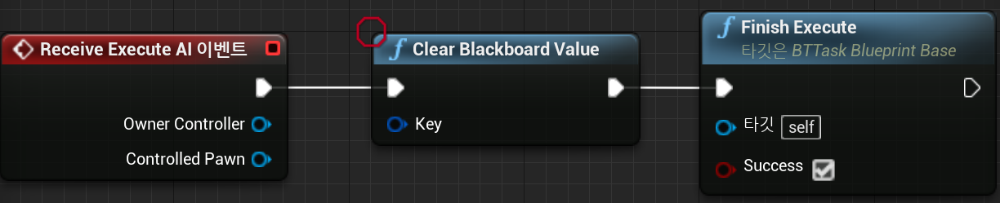 Receive Execute AI 이벤트
Owner Controller
Controlled Pawn
f Clear Blackboard Value
Key
f Finish Execute
타깃은 BTTask Blueprint Base
타깃 self
Success